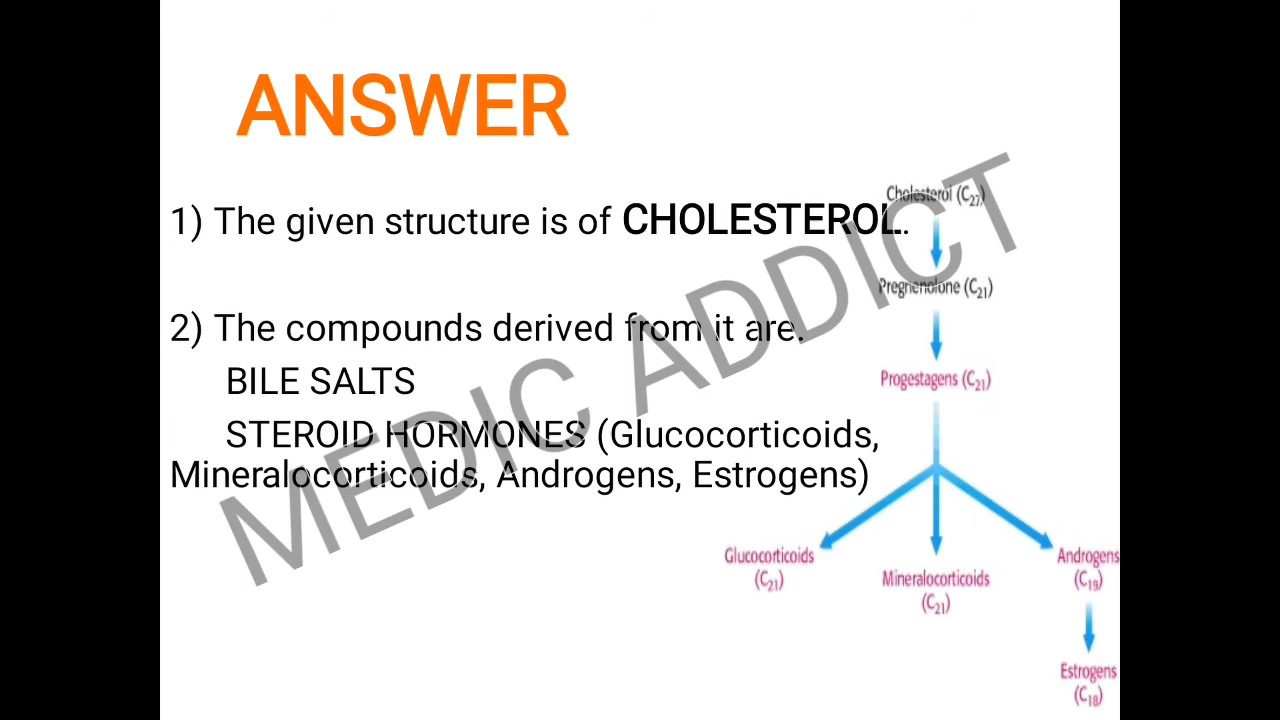 ANSWER
1) The given structure is of CHOLESTEROL.
2) The compounds derived from it are.
BILE SALTS
STEROID HORMONES (Glucocorticoids,
Mineralocorticoids, Androgens, Estrogens)
Cholesterol (C₂₇)
Pregnenolone (C₂₁)
Progestagens (C₂₁)
Glucocorticoids
(C₂₁)
Mineralocorticoids
(C₂₁)
Androgens
(C₁₉)
Estrogens
(C₁₈)
MEDIC ADDICT